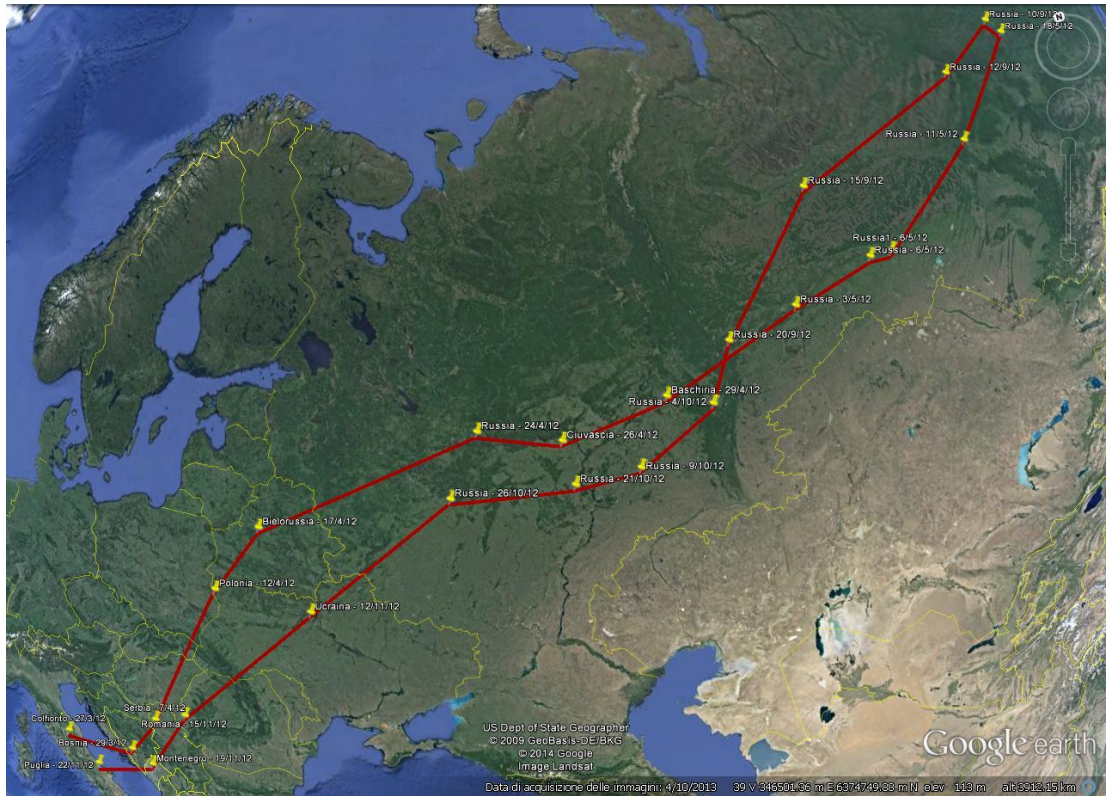 Russia - 10/9/12
N
Russia - 18/5/12
Russia - 12/9/12
Russia - 11/5/12
Russia - 15/9/12
Russia1 - 6/5/12
Russia - 6/5/12
Russia - 3/5/12
Russia - 20/9/12
Baschiria - 29/4/12
Russia - 4/10/12
Russia - 24/4/12
Ciuvascia - 26/4/12
Russia - 9/10/12
Russia - 21/10/12
Russia - 26/10/12
Bielorussia - 17/4/12
Polonia - 12/4/12
Ucraina - 12/11/12
Serbia - 7/4/12
Colfiorito - 27/3/12
Romania - 15/11/12
Bosnia - 29/3/12
Puglia - 22/11/12
Montenegro - 19/11/12
US Dept of State Geographer
© 2009 GeoBasis-DE/BKG
© 2014 Google
Image Landsat
Google earth
Data di acquisizione delle immagini: 4/10/2013 39 V 346501.36 m E 6374749.88 m N elev 113 m alt 3912.15 km